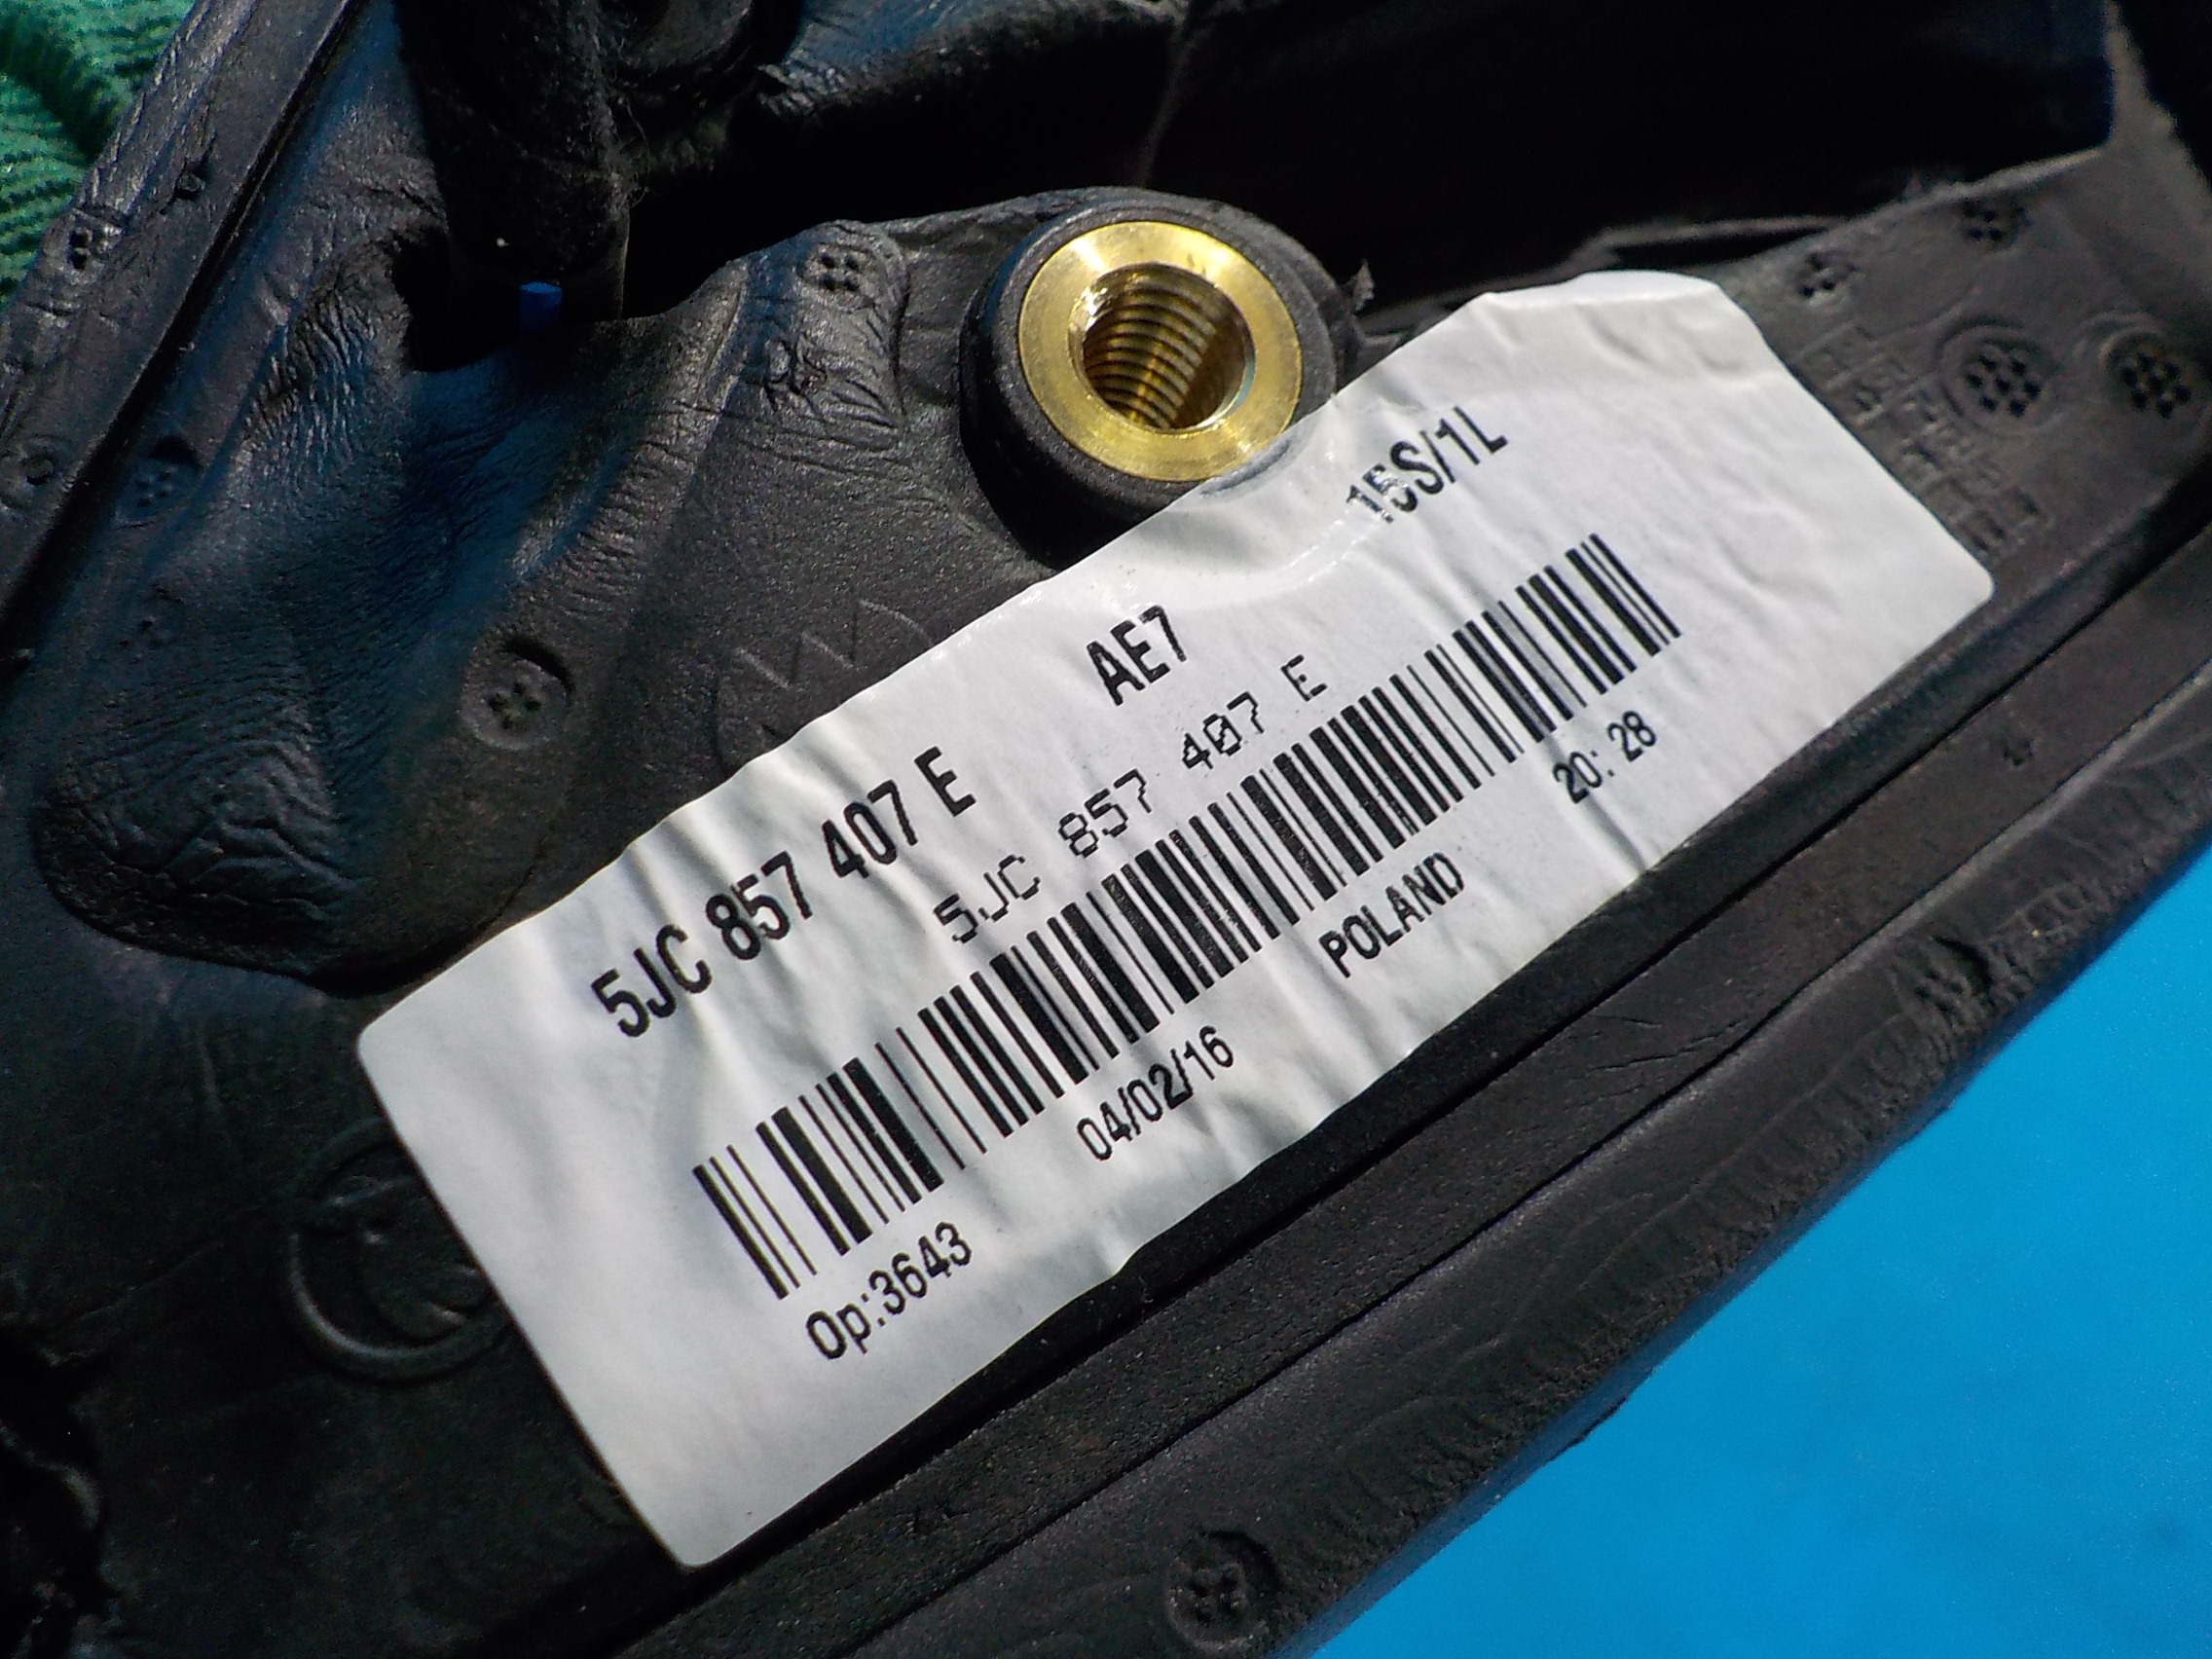 15S/1L
5JC 857 407 E AE7
5JC 857 407 E
Op:3643 04/02/16 POLAND 20:28